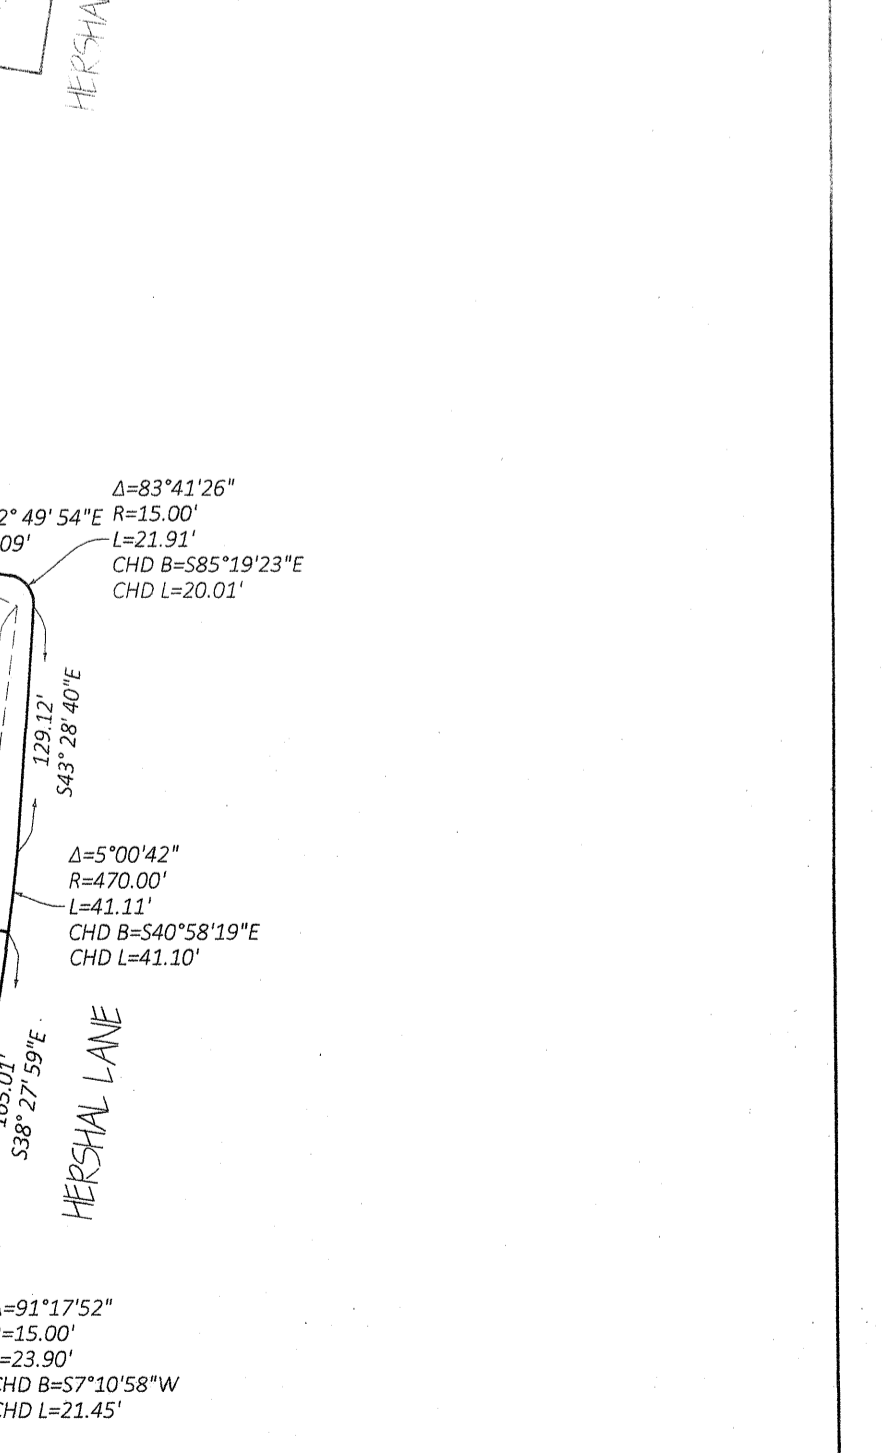 HERSHA
Δ=83°41'26"
2° 49' 54"E R=15.00'
09' L=21.91'
CHD B=S85°19'23"E
CHD L=20.01'
129.12'
S43° 28' 40"E
Δ=5°00'42"
R=470.00'
L=41.11'
CHD B=S40°58'19"E
CHD L=41.10'
S38° 27' 59"E
HERSHAL LANE
=91°17'52"
=15.00'
=23.90'
CHD B=S7°10'58"W
CHD L=21.45'